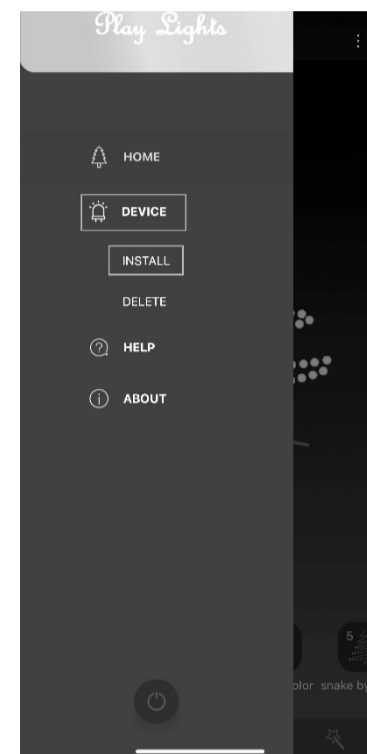 Play Lights
HOME
DEVICE
INSTALL
DELETE
HELP
ABOUT
5
olor snake by